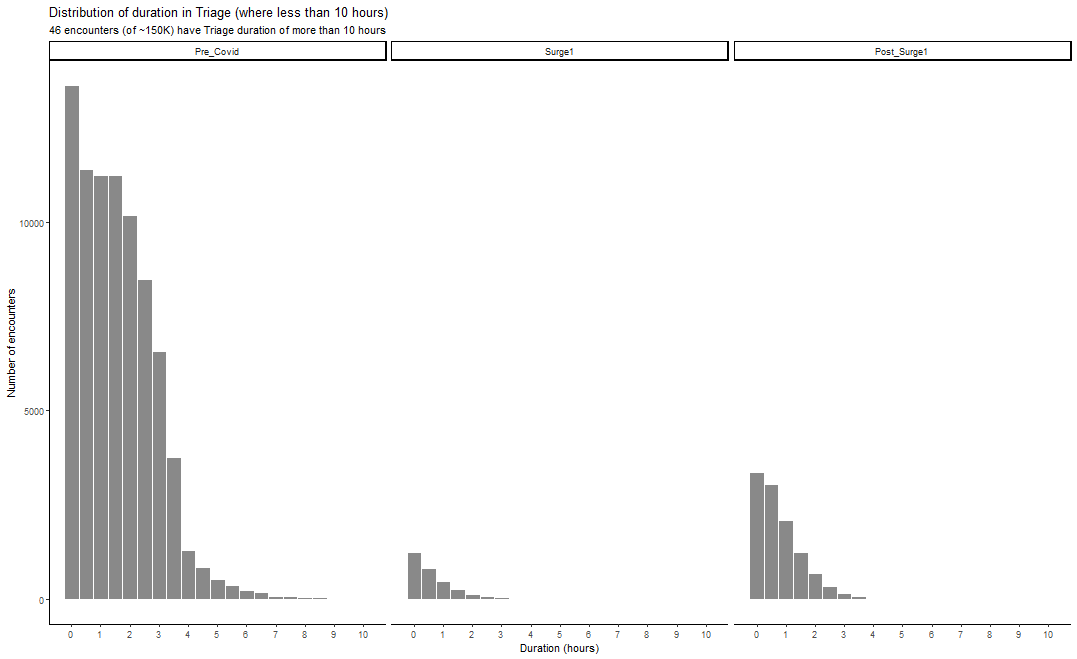 Distribution of duration in Triage (where less than 10 hours)
46 encounters (of ~150K) have Triage duration of more than 10 hours
Pre_Covid Surge1 Post_Surge1
10000
5000
0
Number of encounters
0 1 2 3 4 5 6 7 8 9 10 0 1 2 3 4 5 6 7 8 9 10 0 1 2 3 4 5 6 7 8 9 10
Duration (hours)